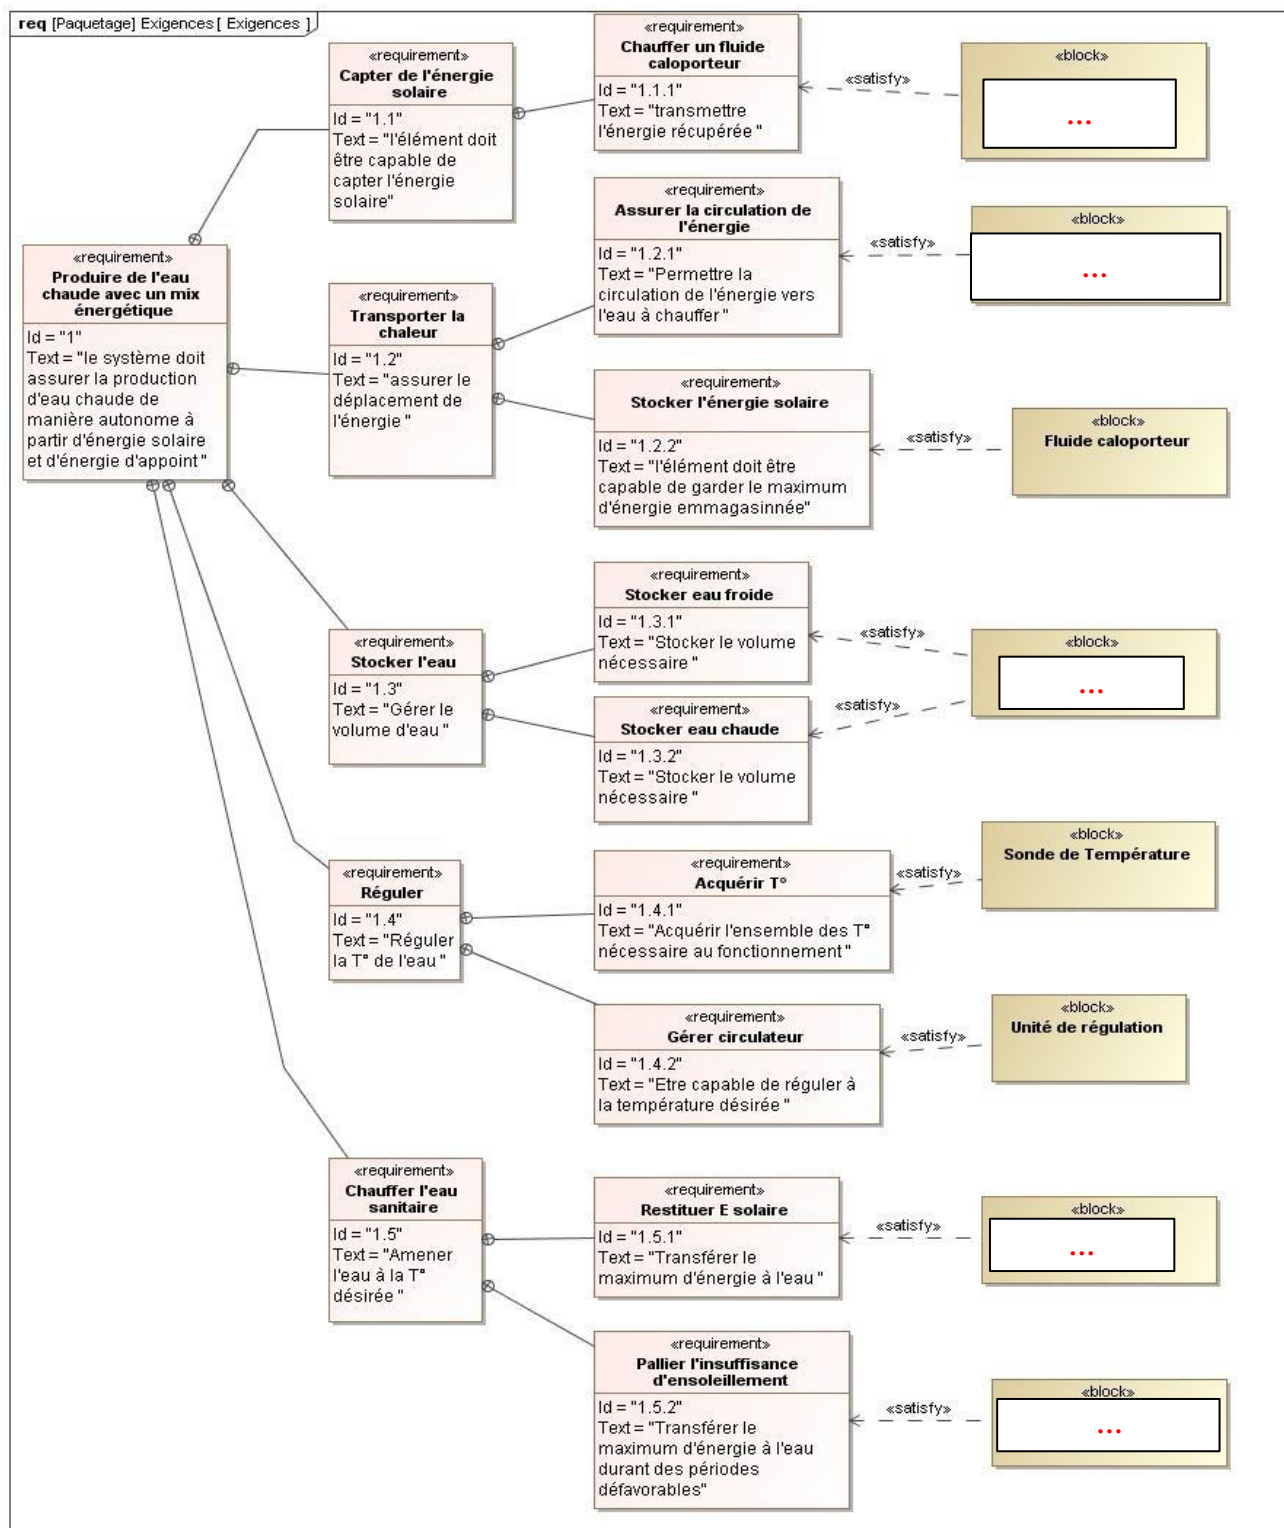 req [Paquetage] Exigences [ Exigences ]
«requirement»
Produire de l'eau
chaude avec un mix
énergétique
Id = "1"
Text = "le système doit
assurer la production
d'eau chaude de
manière autonome à
partir d'énergie solaire
et d'énergie d'appoint "
«requirement»
Capter de l'énergie
solaire
Id = "1.1"
Text = "l'élément doit
être capable de
capter l'énergie
solaire"
«requirement»
Chauffer un fluide
caloporteur
Id = "1.1.1"
Text = "transmettre
l'énergie récupérée "
«satisfy»
«block»
...
«requirement»
Transporter la
chaleur
Id = "1.2"
Text = "assurer le
déplacement de
l'énergie "
«requirement»
Assurer la circulation de
l'énergie
Id = "1.2.1"
Text = "Permettre la
circulation de l'énergie vers
l'eau à chauffer "
«satisfy»
«block»
...
«requirement»
Stocker l'énergie solaire
Id = "1.2.2"
Text = "l'élément doit être
capable de garder le maximum
d'énergie emmagasinnée"
«satisfy»
«block»
Fluide caloporteur
«requirement»
Stocker l'eau
Id = "1.3"
Text = "Gérer le
volume d'eau "
«requirement»
Stocker eau froide
Id = "1.3.1"
Text = "Stocker le volume
nécessaire "
«satisfy»
«requirement»
Stocker eau chaude
Id = "1.3.2"
Text = "Stocker le volume
nécessaire "
«satisfy»
«block»
...
«requirement»
Réguler
Id = "1.4"
Text = "Réguler
la T° de l'eau "
«requirement»
Acquérir T°
Id = "1.4.1"
Text = "Acquérir l'ensemble des T°
nécessaire au fonctionnement "
«satisfy»
«block»
Sonde de Température
«requirement»
Gérer circulateur
Id = "1.4.2"
Text = "Etre capable de réguler à
la température désirée "
«satisfy»
«block»
Unité de régulation
«requirement»
Chauffer l'eau
sanitaire
Id = "1.5"
Text = "Amener
l'eau à la T°
désirée "
«requirement»
Restituer E solaire
Id = "1.5.1"
Text = "Transférer le
maximum d'énergie à l'eau "
«satisfy»
«block»
...
«requirement»
Pallier l'insuffisance
d'ensoleillement
Id = "1.5.2"
Text = "Transférer le
maximum d'énergie à l'eau
durant des périodes
défavorables"
«satisfy»
«block»
...